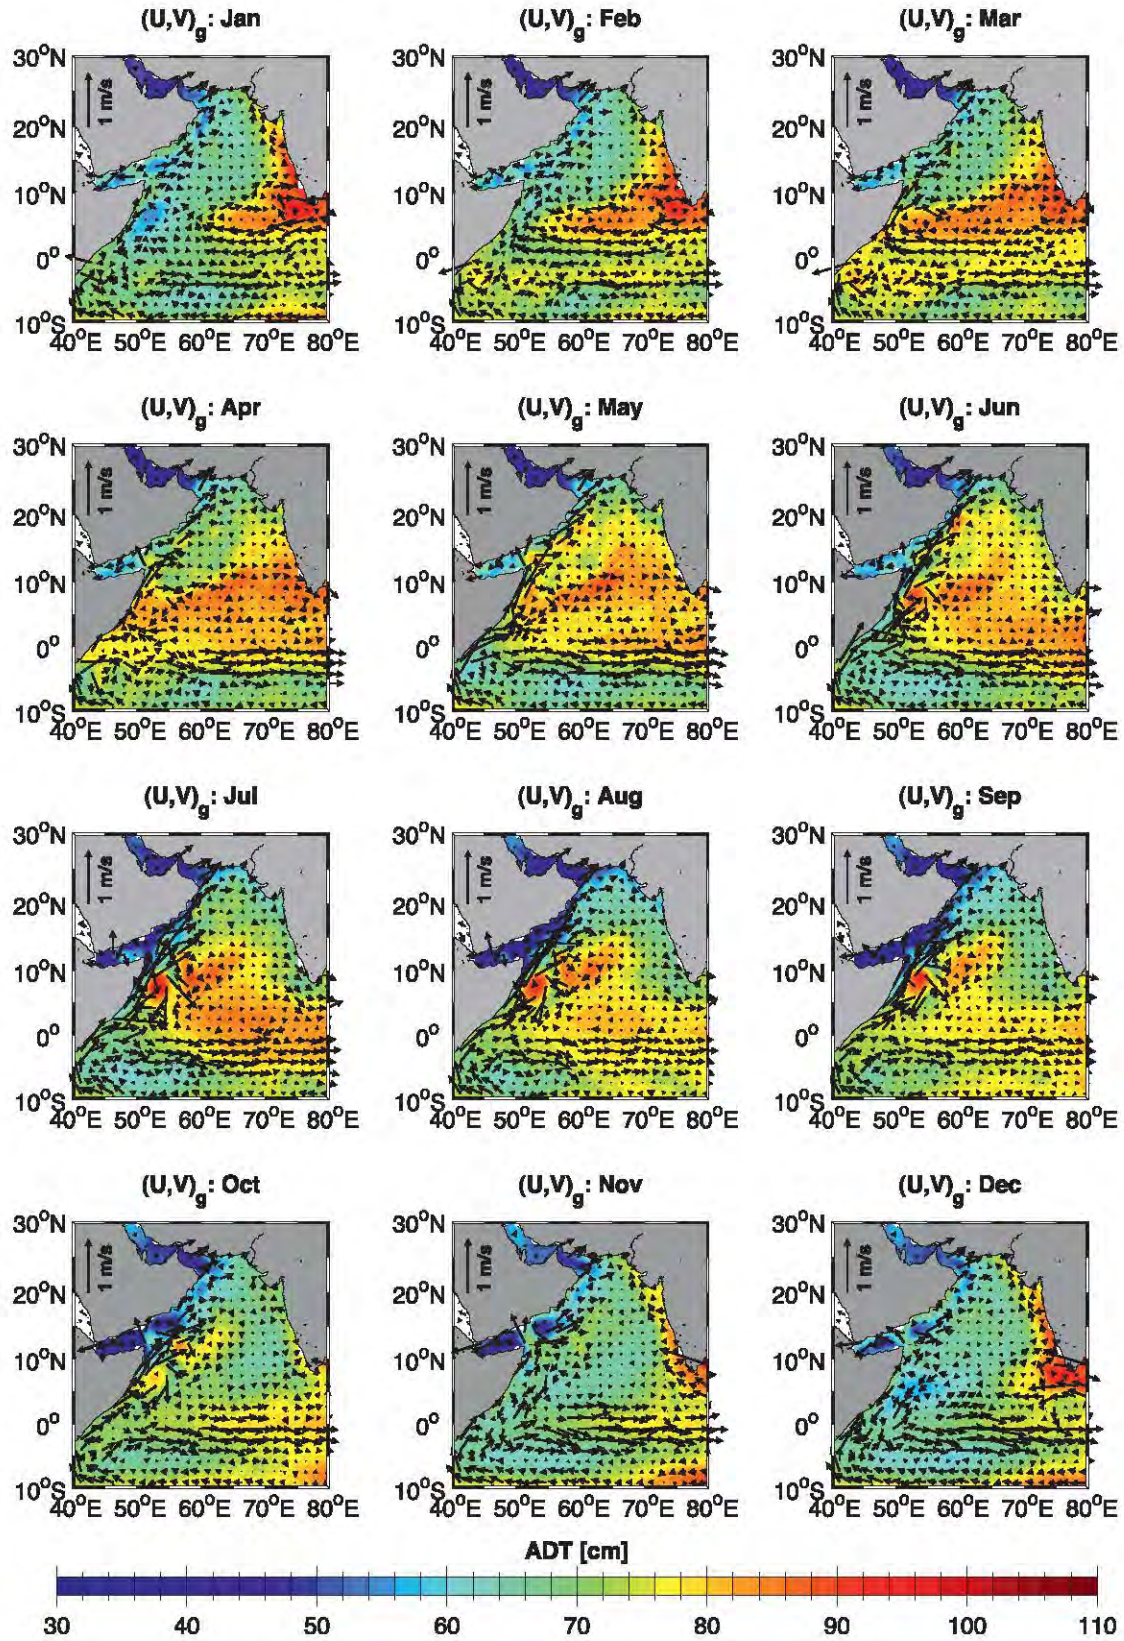 (U,V)g: Jan (U,V)g: Feb (U,V)g: Mar
30°N 30°N 30°N
1 m/s 1 m/s 1 m/s
20°N 20°N 20°N
10°N 10°N 10°N
0° 0° 0°
10°S 10°S 10°S
40°E 50°E 60°E 70°E 80°E 40°E 50°E 60°E 70°E 80°E 40°E 50°E 60°E 70°E 80°E
(U,V)g: Apr (U,V)g: May (U,V)g: Jun
30°N 30°N 30°N
1 m/s 1 m/s 1 m/s
20°N 20°N 20°N
10°N 10°N 10°N
0° 0° 0°
10°S 10°S 10°S
40°E 50°E 60°E 70°E 80°E 40°E 50°E 60°E 70°E 80°E 40°E 50°E 60°E 70°E 80°E
(U,V)g: Jul (U,V)g: Aug (U,V)g: Sep
30°N 30°N 30°N
1 m/s 1 m/s 1 m/s
20°N 20°N 20°N
10°N 10°N 10°N
0° 0° 0°
10°S 10°S 10°S
40°E 50°E 60°E 70°E 80°E 40°E 50°E 60°E 70°E 80°E 40°E 50°E 60°E 70°E 80°E
(U,V)g: Oct (U,V)g: Nov (U,V)g: Dec
30°N 30°N 30°N
1 m/s 1 m/s 1 m/s
20°N 20°N 20°N
10°N 10°N 10°N
0° 0° 0°
10°S 10°S 10°S
40°E 50°E 60°E 70°E 80°E 40°E 50°E 60°E 70°E 80°E 40°E 50°E 60°E 70°E 80°E
ADT [cm]
30 40 50 60 70 80 90 100 110